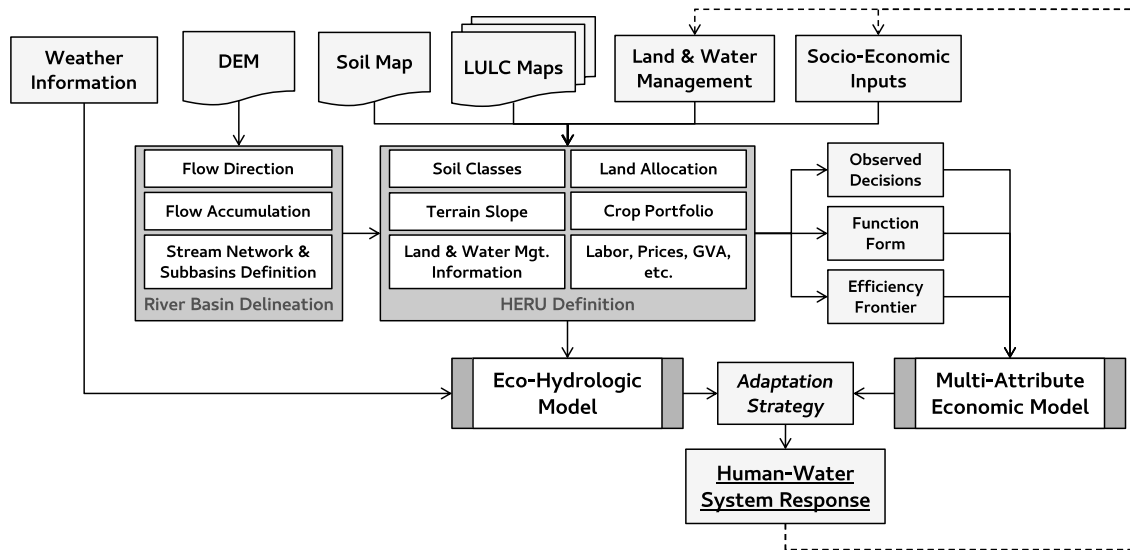 Weather
Information
DEM
Soil Map
LULC Maps
Land & Water
Management
Socio-Economic
Inputs
Flow Direction
Flow Accumulation
Stream Network &
Subbasins Definition
River Basin Delineation
Soil Classes
Land Allocation
Terrain Slope
Crop Portfolio
Land & Water Mgt.
Information
Labor, Prices, GVA,
etc.
HERU Definition
Observed
Decisions
Function
Form
Efficiency
Frontier
Eco-Hydrologic
Model
Adaptation
Strategy
Multi-Attribute
Economic Model
Human-Water
System Response